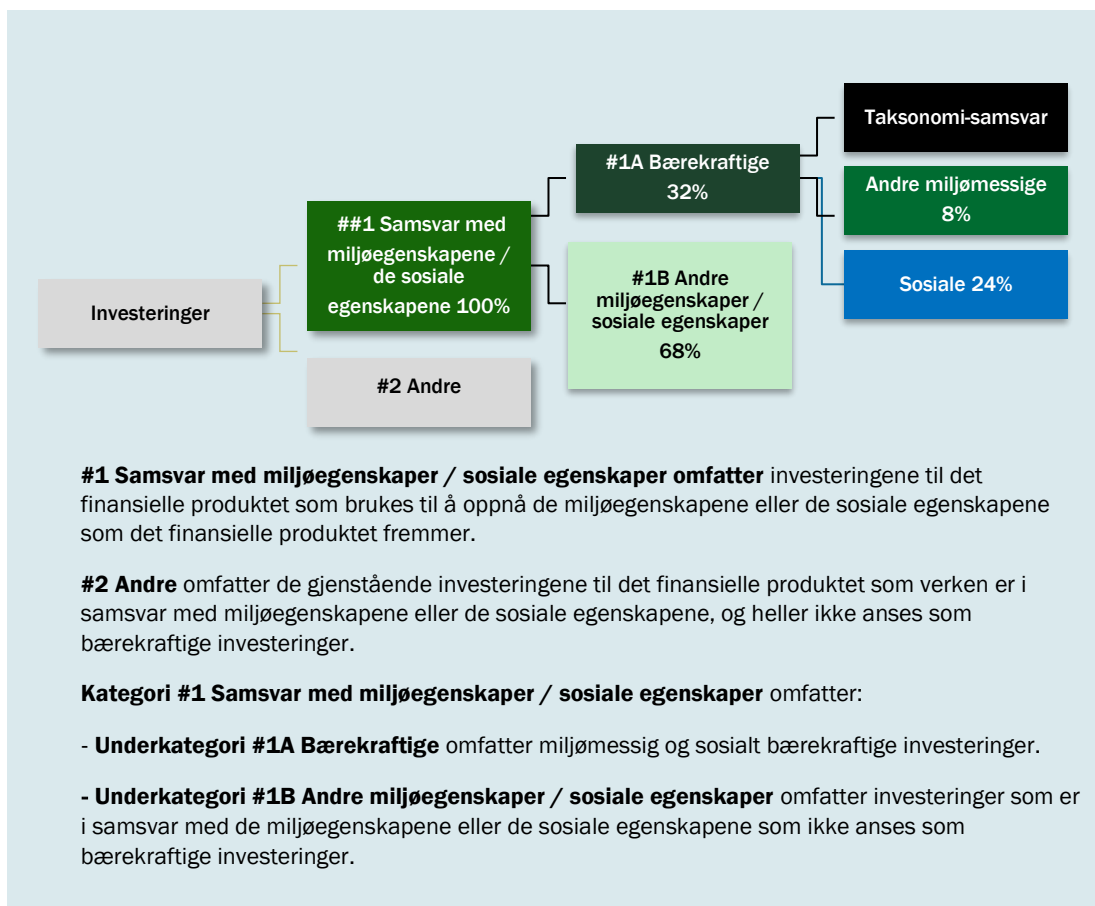 Taksonomi-samsvar
#1A Bærekraftige
32%
Andre miljømessige
8%
##1 Samsvar med
miljøegenskapene /
de sosiale
egenskapene 100%
#1B Andre
miljøegenskaper /
sosiale egenskaper
68%
Sosiale 24%
Investeringer
#2 Andre
#1 Samsvar med miljøegenskaper / sosiale egenskaper omfatter investeringene til det
finansielle produktet som brukes til å oppnå de miljøegenskapene eller de sosiale egenskapene
som det finansielle produktet fremmer.
#2 Andre omfatter de gjenstående investeringene til det finansielle produktet som verken er i
samsvar med miljøegenskapene eller de sosiale egenskapene, og heller ikke anses som
bærekraftige investeringer.
Kategori #1 Samsvar med miljøegenskaper / sosiale egenskaper omfatter:
- Underkategori #1A Bærekraftige omfatter miljømessig og sosialt bærekraftige investeringer.
- Underkategori #1B Andre miljøegenskaper / sosiale egenskaper omfatter investeringer som er
i samsvar med de miljøegenskapene eller de sosiale egenskapene som ikke anses som
bærekraftige investeringer.